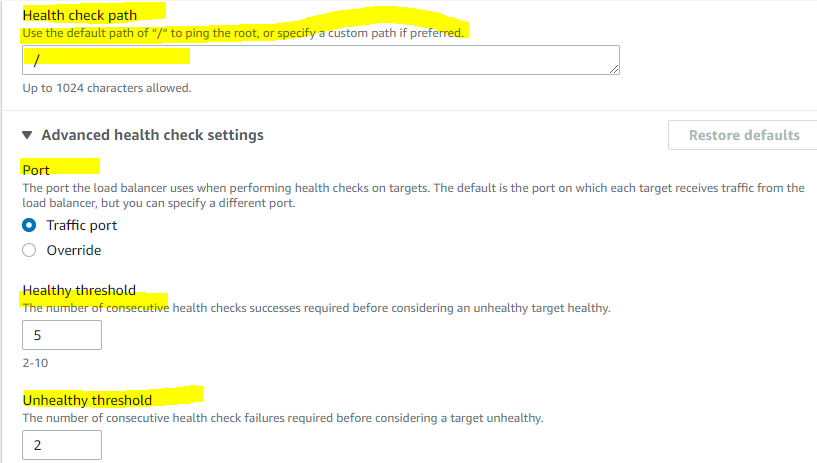 Health check path
Use the default path of "/" to ping the root, or specify a custom path if preferred.
/
Up to 1024 characters allowed.
Advanced health check settings
Restore defaults
Port
The port the load balancer uses when performing health checks on targets. The default is the port on which each target receives traffic from the
load balancer, but you can specify a different port.
Traffic port
Override
Healthy threshold
The number of consecutive health checks successes required before considering an unhealthy target healthy.
5
2-10
Unhealthy threshold
The number of consecutive health check failures required before considering a target unhealthy.
2